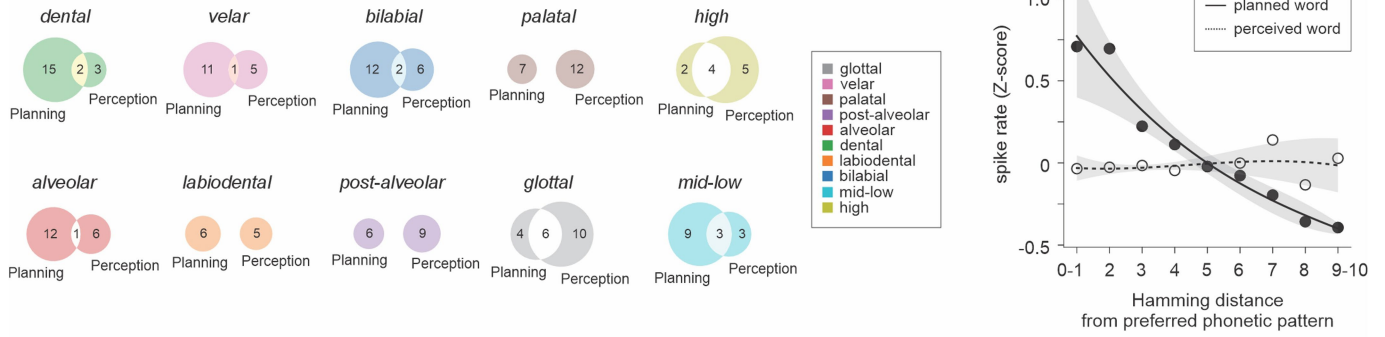 dental
15 2 3
Planning
Perception
velar
11 1 5
Planning
Perception
bilabial
12 2 6
Planning
Perception
palatal
7 12
Planning
Perception
high
2 4 5
Planning
Perception
alveolar
12 1 6
Planning
Perception
labiodental
6 5
Planning
Perception
post-alveolar
6 9
Planning
Perception
glottal
4 6 10
Planning
Perception
mid-low
9 3 3
Planning
Perception
glottal
velar
palatal
post-alveolar
alveolar
dental
labiodental
bilabial
mid-low
high
planned word
perceived word
spike rate (Z-score)
1.0
0.5
0
-0.5
0-1 2 3 4 5 6 7 8 9-10
Hamming distance
from preferred phonetic pattern